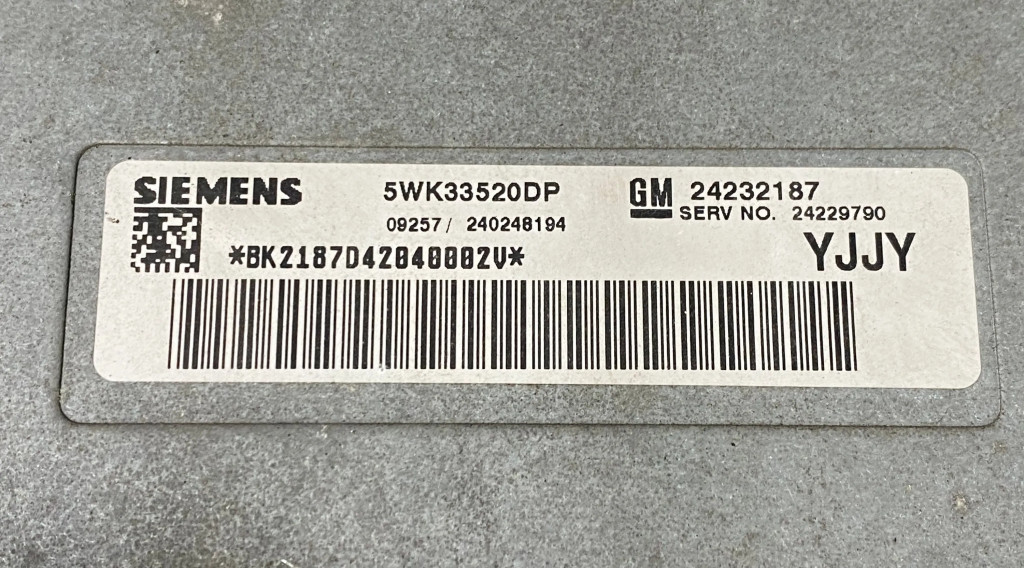 SIEMENS 5WK33520DP GM 24232187
09257/ 240248194 SERV NO. 24229790
*BK2187D42040002V* YJJY